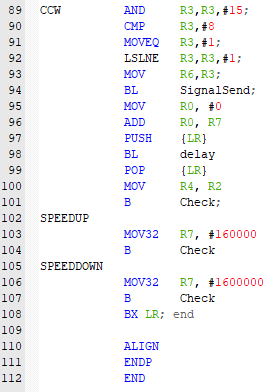 89 CCW AND R3,R3,#15;
90 CMP R3,#8
91 MOVEQ R3,#1;
92 LSLNE R3,R3,#1;
93 MOV R6,R3;
94 BL SignalSend;
95 MOV R0, #0
96 ADD R0, R7
97 PUSH {LR}
98 BL delay
99 POP {LR}
100 MOV R4, R2
101 B Check;
102 SPEEDUP
103 MOV32 R7, #160000
104 B Check
105 SPEEDDOWN
106 MOV32 R7, #1600000
107 B Check
108 BX LR; end
109
110 ALIGN
111 ENDP
112 END